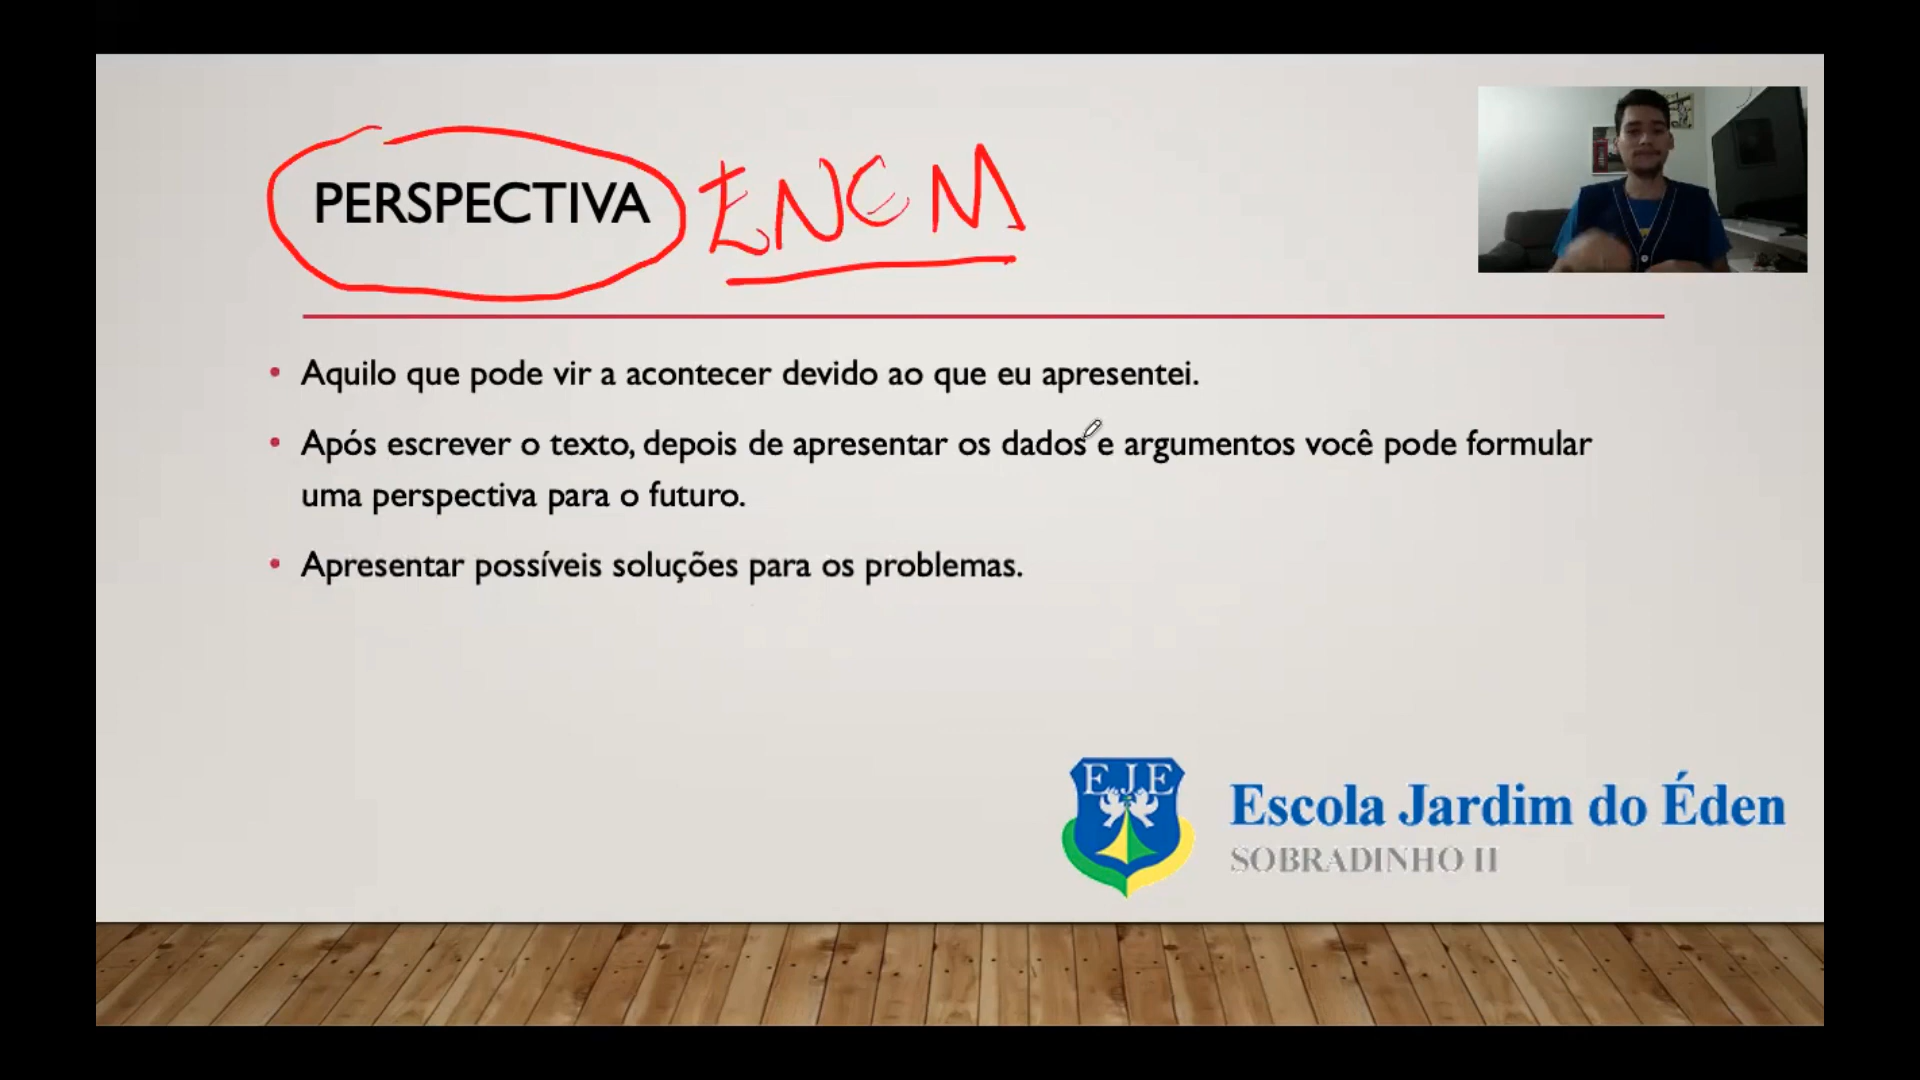 PERSPECTIVA ENEM
• Aquilo que pode vir a acontecer devido ao que eu apresentei.
• Após escrever o texto, depois de apresentar os dados e argumentos você pode formular
uma perspectiva para o futuro.
• Apresentar possíveis soluções para os problemas.
EJE
Escola Jardim do Éden
SOBRADINHO II